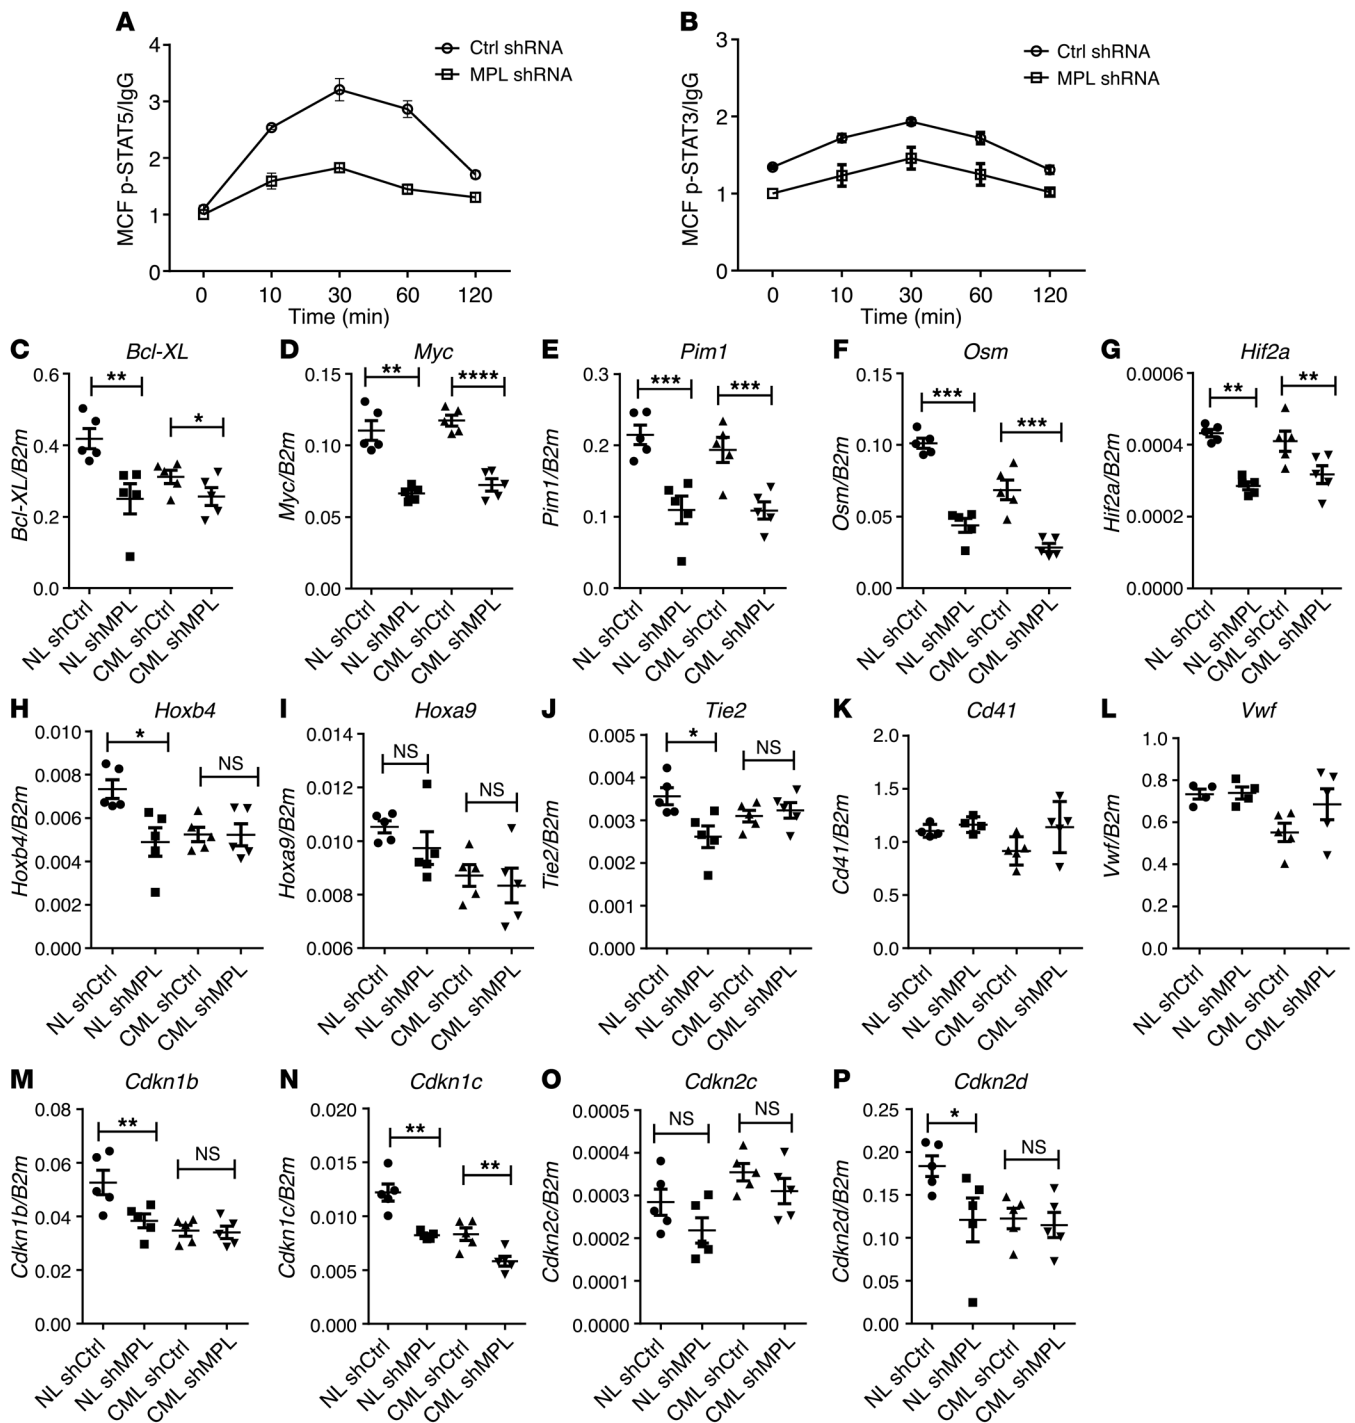 A
MCF p-STAT5/IgG
4
3
2
1
0
0 10 30 60 120
Time (min)
Ctrl shRNA
MPL shRNA
B
MCF p-STAT3/IgG
3
2
1
0
0 10 30 60 120
Time (min)
Ctrl shRNA
MPL shRNA
C
Bcl-XL
Bcl-XL/B2m
0.6
0.4
0.2
0.0
**
*
NL shCtrl
NL shMPL
CML shCtrl
CML shMPL
D
Myc
Myc/B2m
0.15
0.10
0.05
0.00
**
****
NL shCtrl
NL shMPL
CML shCtrl
CML shMPL
E
Pim1
Pim1/B2m
0.3
0.2
0.1
0.0
***
***
NL shCtrl
NL shMPL
CML shCtrl
CML shMPL
F
Osm
Osm/B2m
0.15
0.10
0.05
0.00
***
***
NL shCtrl
NL shMPL
CML shCtrl
CML shMPL
G
Hif2a
Hif2a/B2m
0.0006
0.0004
0.0002
0.0000
**
**
NL shCtrl
NL shMPL
CML shCtrl
CML shMPL
H
Hoxb4
Hoxb4/B2m
0.010
0.008
0.006
0.004
0.002
0.000
*
NS
NL shCtrl
NL shMPL
CML shCtrl
CML shMPL
I
Hoxa9
Hoxa9/B2m
0.014
0.012
0.010
0.008
0.006
NS
NS
NL shCtrl
NL shMPL
CML shCtrl
CML shMPL
J
Tie2
Tie2/B2m
0.005
0.004
0.003
0.002
0.001
0.000
*
NS
NL shCtrl
NL shMPL
CML shCtrl
CML shMPL
K
Cd41
Cd41/B2m
2.0
1.5
1.0
0.5
0.0
NL shCtrl
NL shMPL
CML shCtrl
CML shMPL
L
Vwf
Vwf/B2m
1.0
0.8
0.6
0.4
0.2
0.0
NL shCtrl
NL shMPL
CML shCtrl
CML shMPL
M
Cdkn1b
Cdkn1b/B2m
0.08
0.06
0.04
0.02
0.00
**
NS
NL shCtrl
NL shMPL
CML shCtrl
CML shMPL
N
Cdkn1c
Cdkn1c/B2m
0.020
0.015
0.010
0.005
0.000
**
**
NL shCtrl
NL shMPL
CML shCtrl
CML shMPL
O
Cdkn2c
Cdkn2c/B2m
0.0005
0.0004
0.0003
0.0002
0.0001
0.0000
NS
NS
NL shCtrl
NL shMPL
CML shCtrl
CML shMPL
P
Cdkn2d
Cdkn2d/B2m
0.25
0.20
0.15
0.10
0.05
0.00
*
NS
NL shCtrl
NL shMPL
CML shCtrl
CML shMPL